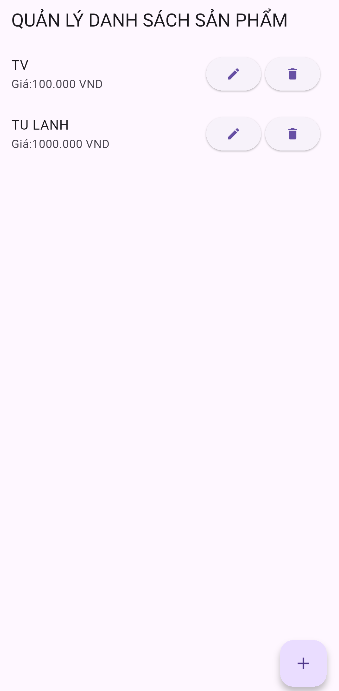 QUẢN LÝ DANH SÁCH SẢN PHẨM
TV
Giá:100.000 VND
TU LANH
Giá:1000.000 VND